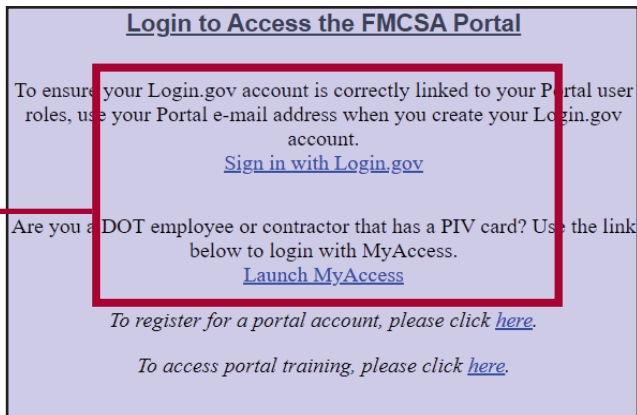 Login to Access the FMCSA Portal
To ensure your Login.gov account is correctly linked to your Portal user
roles, use your Portal e-mail address when you create your Login.gov
account.
Sign in with Login.gov
Are you a DOT employee or contractor that has a PIV card? Use the link
below to login with MyAccess.
Launch MyAccess
To register for a portal account, please click here.
To access portal training, please click here.